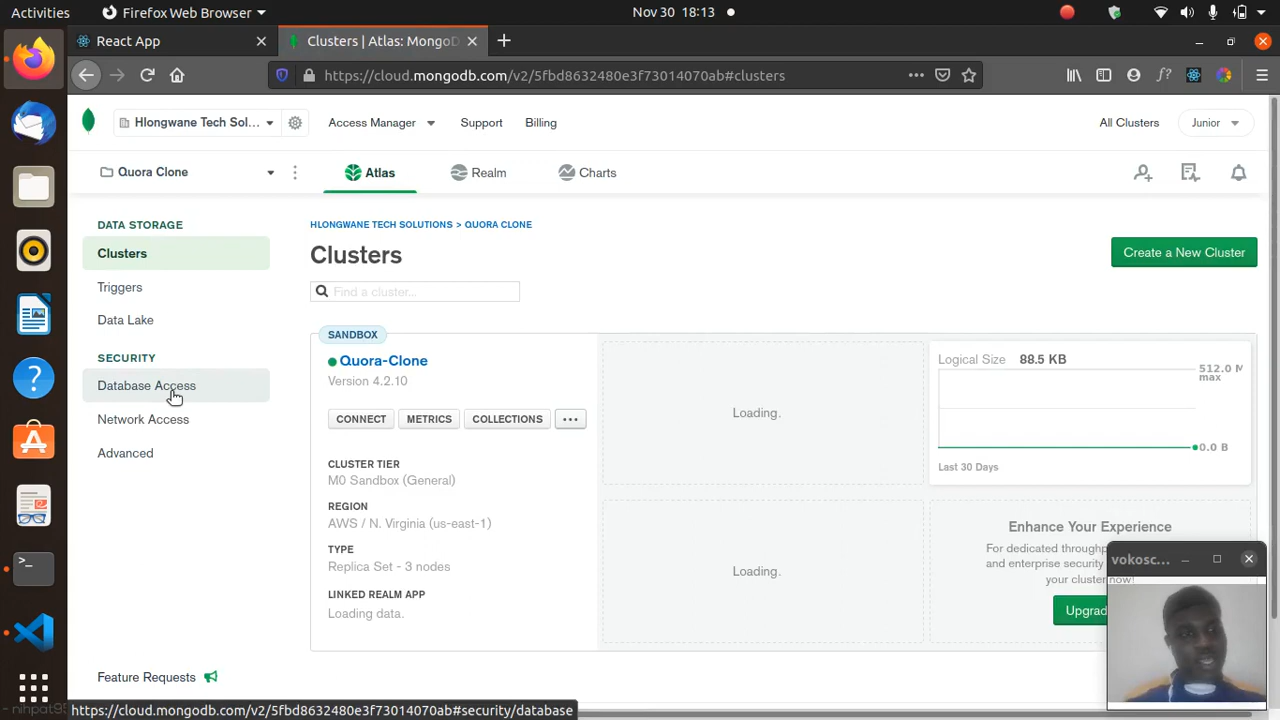 Activities
Firefox Web Browser
Nov 30 18:13
React App
Clusters | Atlas: MongoD
https://cloud.mongodb.com/v2/5fbd8632480e3f73014070ab#clusters
Hlongwane Tech Sol...
Access Manager
Support
Billing
All Clusters
Junior
Quora Clone
Atlas
Realm
Charts
DATA STORAGE
Clusters
Triggers
Data Lake
SECURITY
Database Access
Network Access
Advanced
Feature Requests
HLONGWANE TECH SOLUTIONS > QUORA CLONE
Clusters
Create a New Cluster
Find a cluster...
SANDBOX
Quora-Clone
Version 4.2.10
CONNECT
METRICS
COLLECTIONS
CLUSTER TIER
M0 Sandbox (General)
REGION
AWS / N. Virginia (us-east-1)
TYPE
Replica Set - 3 nodes
LINKED REALM APP
Loading data.
Loading.
Logical Size 88.5 KB
512.0 M
max
0.0 B
Last 30 Days
Loading.
Enhance Your Experience
For dedicated throughp
and enterprise security
your cluster now!
Upgrad
vokosc...
https://cloud.mongodb.com/v2/5fbd8632480e3f73014070ab#security/database